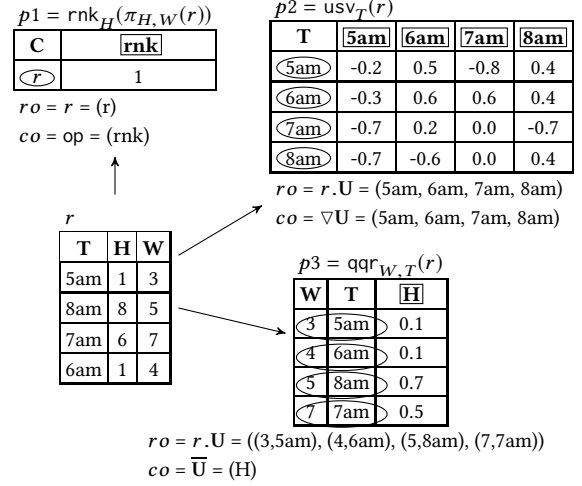 p1 = rnk_H(π_{H,W}(r))
C rnk
r 1
ro = r = (r)
co = op = (rnk)
p2 = usv_T(r)
T 5am 6am 7am 8am
5am -0.2 0.5 -0.8 0.4
6am -0.3 0.6 0.6 0.4
7am -0.7 0.2 0.0 -0.7
8am -0.7 -0.6 0.0 0.4
ro = r.U = (5am, 6am, 7am, 8am)
co = ▽U = (5am, 6am, 7am, 8am)
r
T H W
5am 1 3
8am 8 5
7am 6 7
6am 1 4
p3 = qqr_{W,T}(r)
W T H
3 5am 0.1
4 6am 0.1
5 8am 0.7
7 7am 0.5
ro = r.U = ((3,5am), (4,6am), (5,8am), (7,7am))
co = U̅ = (H)